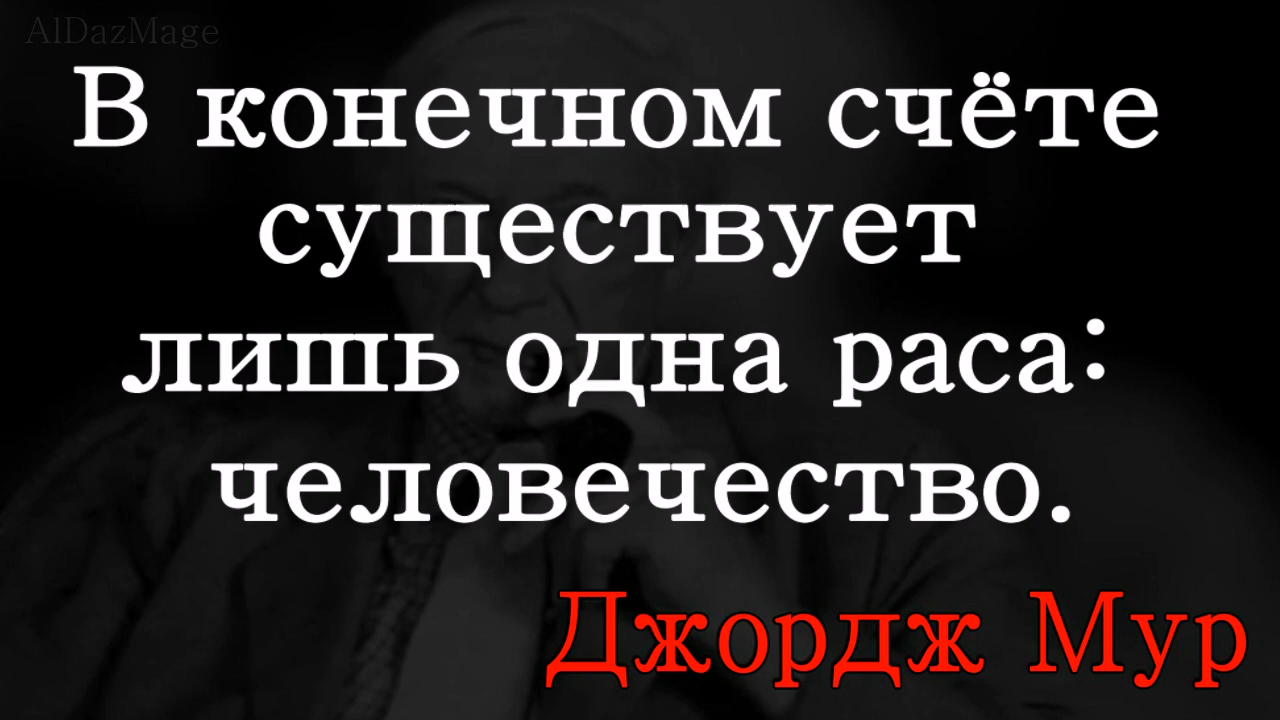 AlDazMage
В конечном счёте
существует
лишь одна раса:
человечество.
Джордж Мур